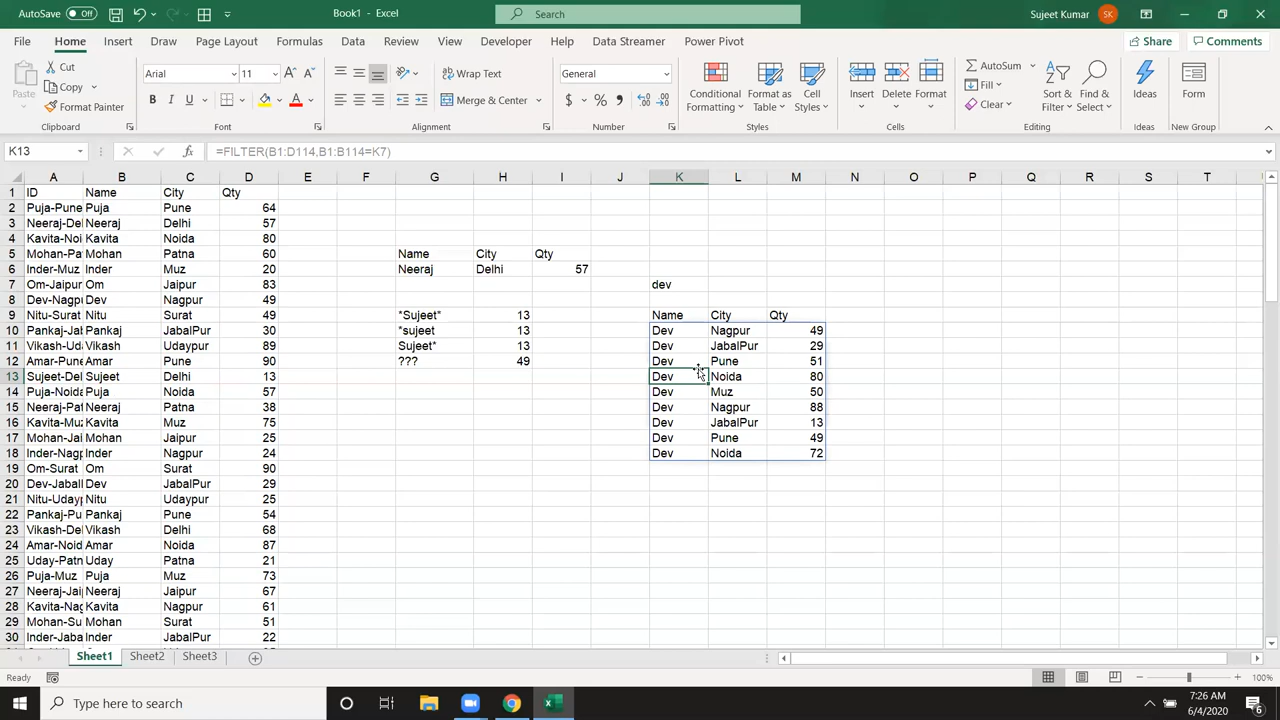 AutoSave Off Book1 - Excel Search Sujeet Kumar SK
File Home Insert Draw Page Layout Formulas Data Review View Developer Help Data Streamer Power Pivot Share Comments
Paste Cut Copy Format Painter Clipboard
Arial 11 A A B I U A Font
Wrap Text Merge & Center Alignment
General $ % Number
Conditional Formatting Format as Table Cell Styles Styles
Insert Delete Format Cells
AutoSum Fill Clear Sort & Filter Find & Select Editing
Ideas Ideas
Form New Group
K13 fx =FILTER(B1:D114,B1:B114=K7)
A B C D E F G H I J K L M N O P Q R S T
1 ID Name City Qty
2 Puja-Pune Puja Pune 64
3 Neeraj-Del Neeraj Delhi 57
4 Kavita-Noi Kavita Noida 80
5 Mohan-Pa Mohan Patna 60 Name City Qty
6 Inder-Muz Inder Muz 20 Neeraj Delhi 57
7 Om-Jaipur Om Jaipur 83 dev
8 Dev-Nagpu Dev Nagpur 49
9 Nitu-Surat Nitu Surat 49 *Sujeet* 13 Name City Qty
10 Pankaj-Jab Pankaj JabalPur 30 *sujeet 13 Dev Nagpur 49
11 Vikash-Uda Vikash Udaypur 89 Sujeet* 13 Dev JabalPur 29
12 Amar-Pune Amar Pune 90 ??? 49 Dev Pune 51
13 Sujeet-Del Sujeet Delhi 13 Dev Noida 80
14 Puja-Noida Puja Noida 57 Dev Muz 50
15 Neeraj-Pat Neeraj Patna 38 Dev Nagpur 88
16 Kavita-Mu Kavita Muz 75 Dev JabalPur 13
17 Mohan-Jai Mohan Jaipur 25 Dev Pune 49
18 Inder-Nagp Inder Nagpur 24 Dev Noida 72
19 Om-Surat Om Surat 90
20 Dev-Jabal Dev JabalPur 29
21 Nitu-Udayp Nitu Udaypur 25
22 Pankaj-Pu Pankaj Pune 54
23 Vikash-Del Vikash Delhi 68
24 Amar-Noid Amar Noida 87
25 Uday-Patn Uday Patna 21
26 Puja-Muz Puja Muz 73
27 Neeraj-Jai Neeraj Jaipur 67
28 Kavita-Nag Kavita Nagpur 61
29 Mohan-Su Mohan Surat 51
30 Inder-Jaba Inder JabalPur 22
Sheet1 Sheet2 Sheet3
Ready 100%
Type here to search 7:26 AM
6/4/2020 6